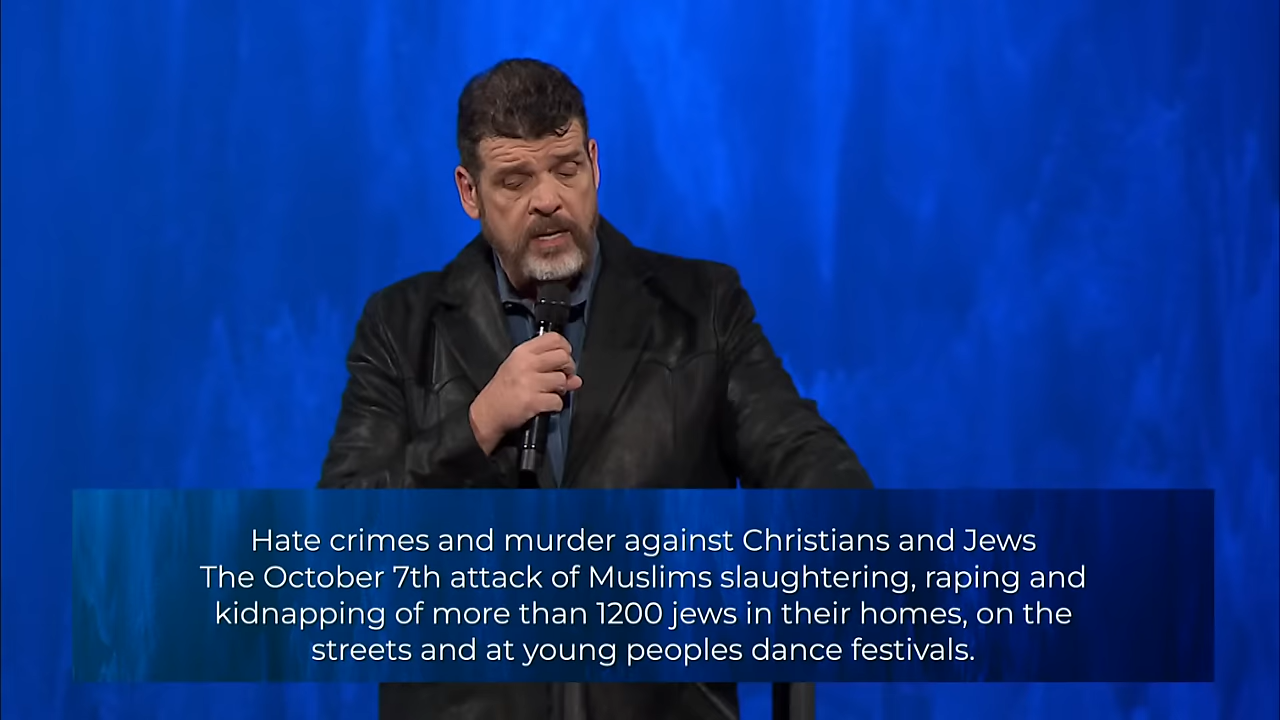 Hate crimes and murder against Christians and Jews
The October 7th attack of Muslims slaughtering, raping and
kidnapping of more than 1200 jews in their homes, on the
streets and at young peoples dance festivals.